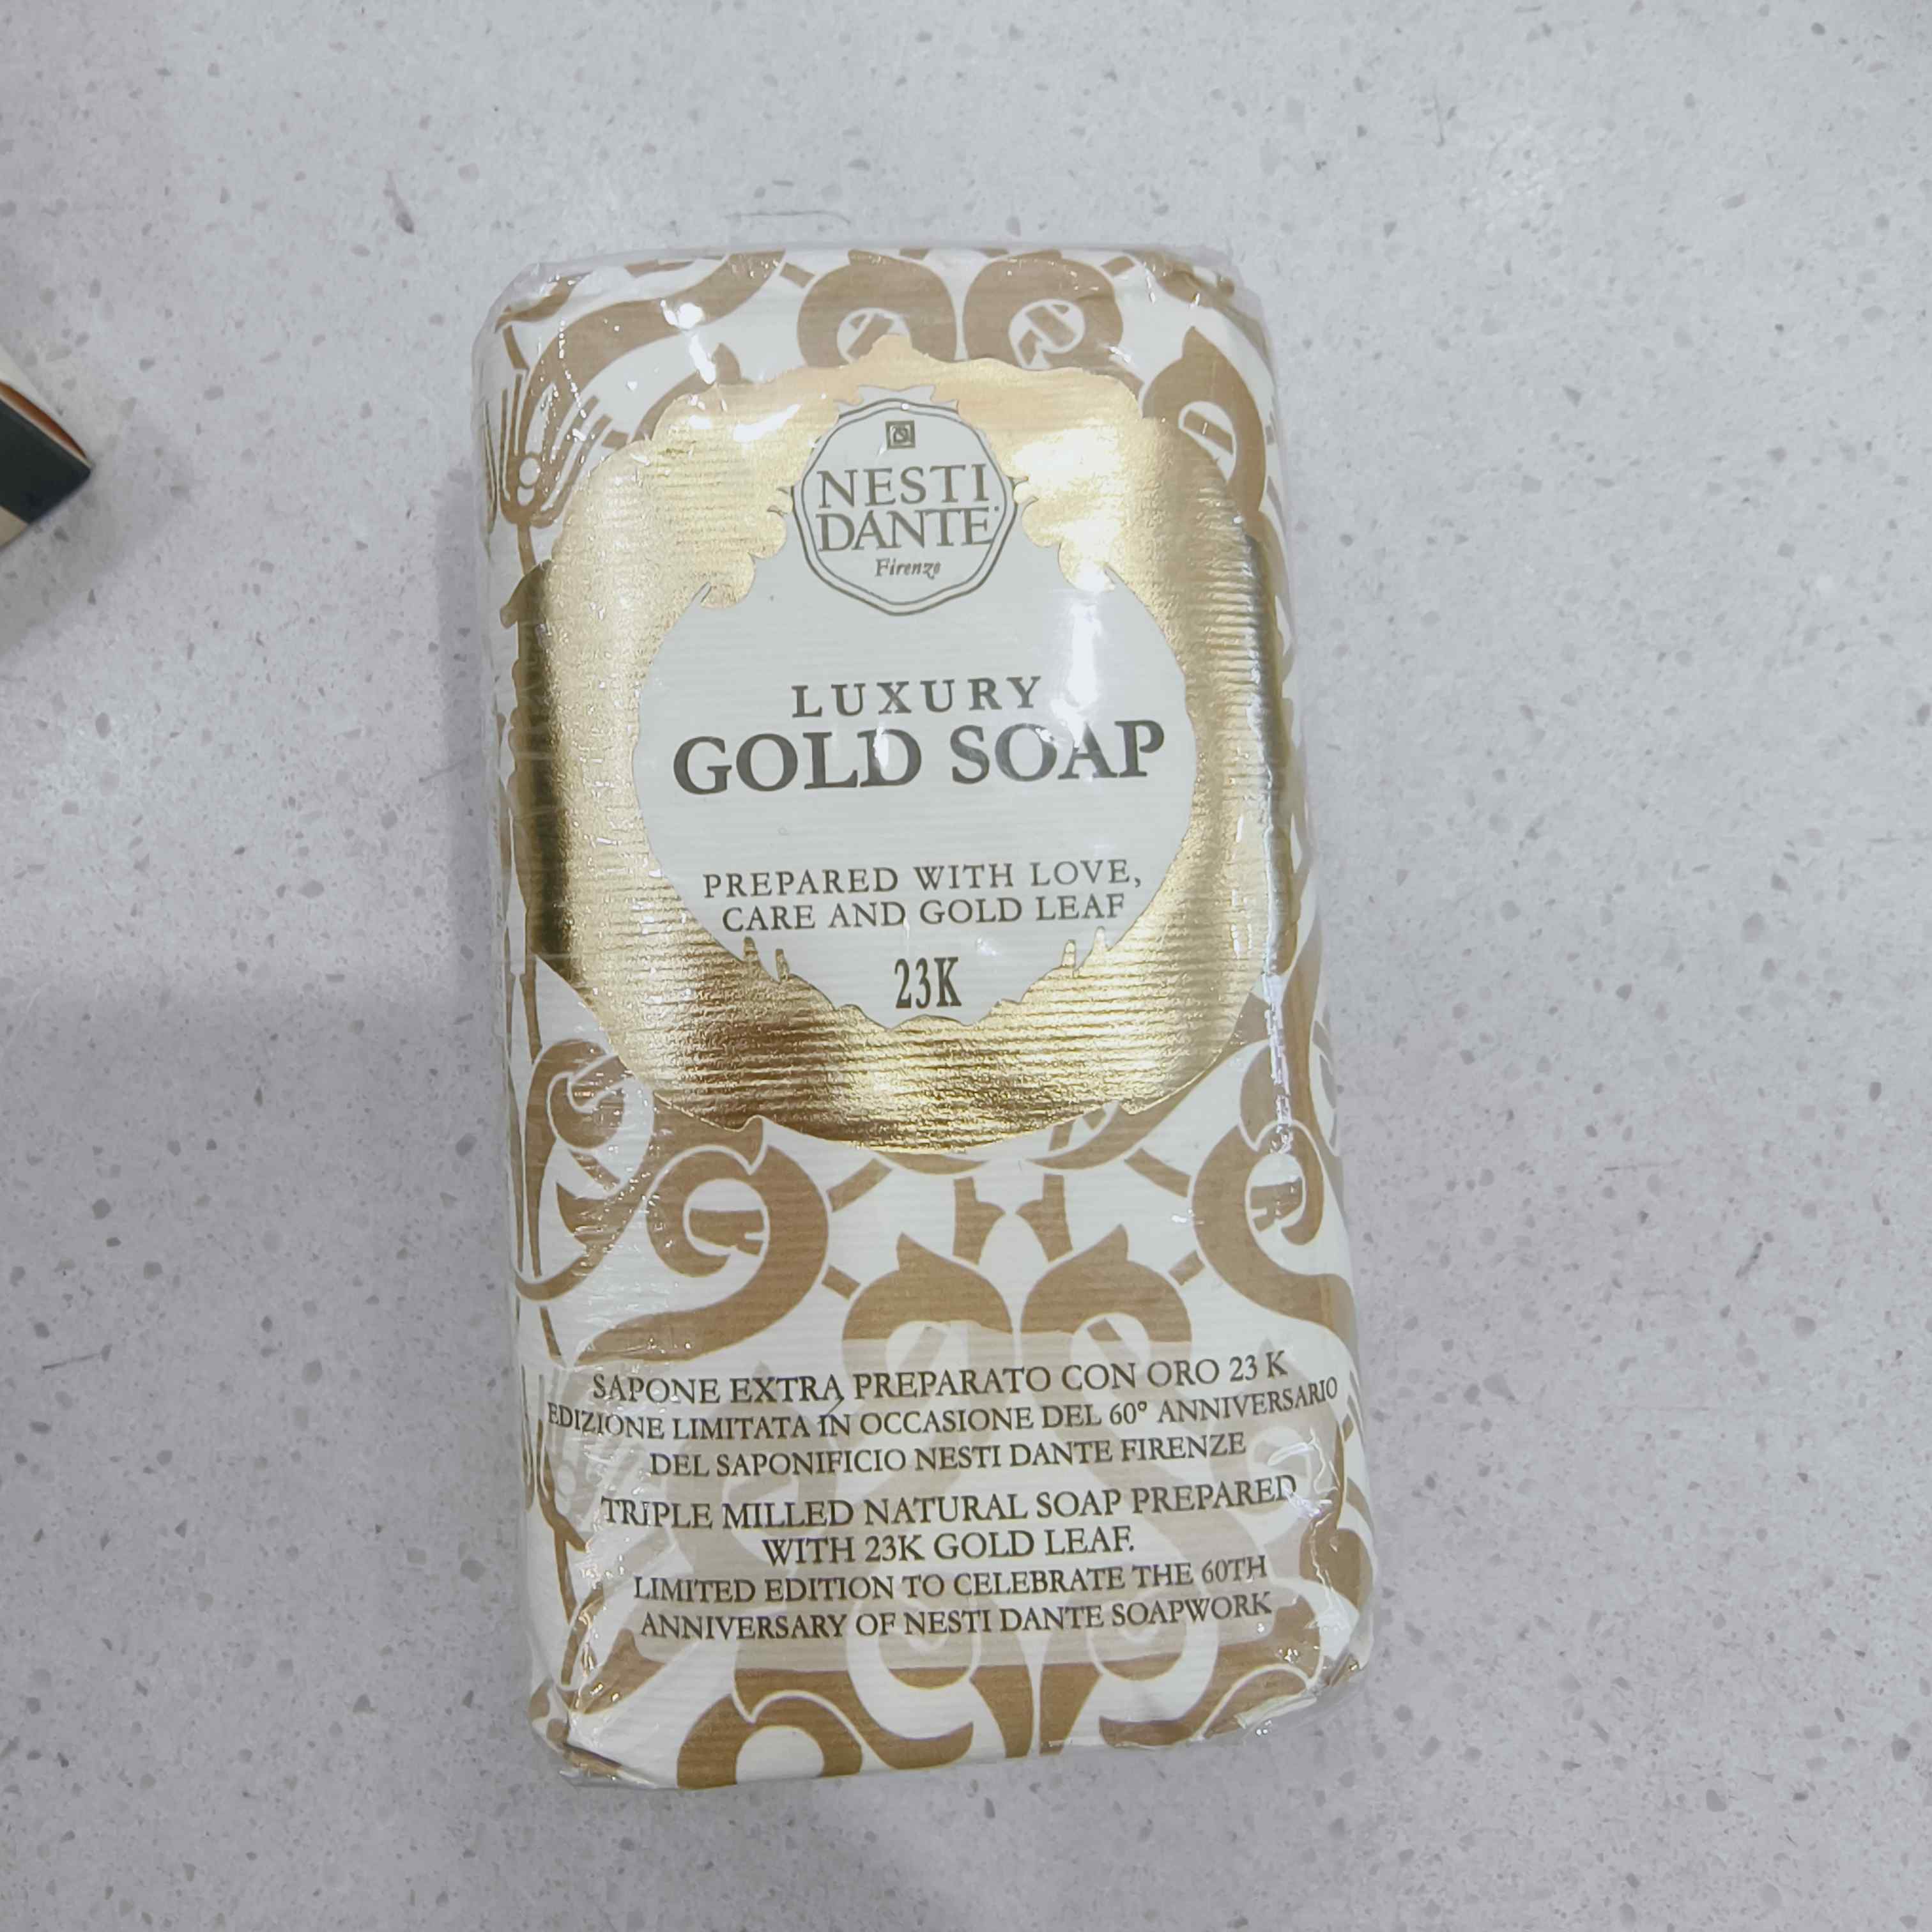 NESTI
DANTE
Firenze
LUXURY
GOLD SOAP
PREPARED WITH LOVE,
CARE AND GOLD LEAF
23K
SAPONE EXTRA PREPARATO CON ORO 23 K
EDIZIONE LIMITATA IN OCCASIONE DEL 60° ANNIVERSARIO
DEL SAPONIFICIO NESTI DANTE FIRENZE
TRIPLE MILLED NATURAL SOAP PREPARED
WITH 23K GOLD LEAF.
LIMITED EDITION TO CELEBRATE THE 60TH
ANNIVERSARY OF NESTI DANTE SOAPWORK